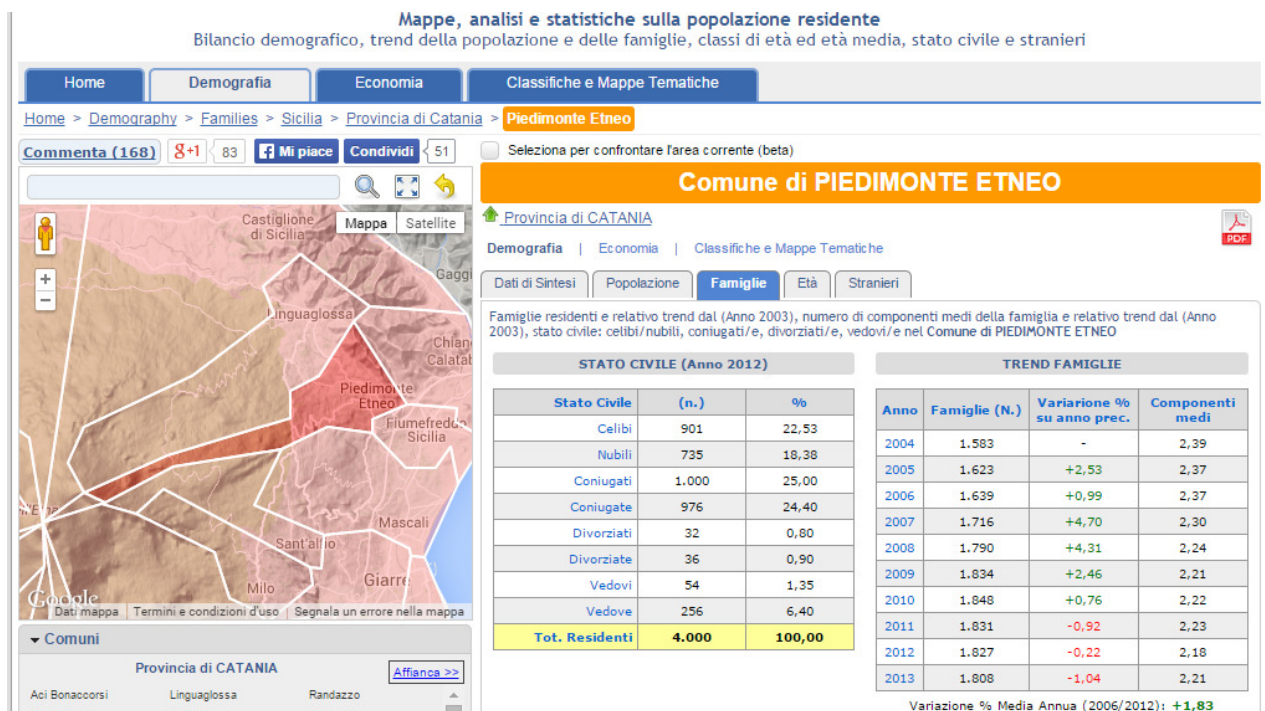 Mappe, analisi e statistiche sulla popolazione residente
Bilancio demografico, trend della popolazione e delle famiglie, classi di età ed età media, stato civile e stranieri
Home Demografia Economia Classifiche e Mappe Tematiche
Home > Demography > Families > Sicilia > Provincia di Catania > Piedimonte Etneo
Commenta (168) g+1 83 Mi piace Condividi 51
Seleziona per confrontare l'area corrente (beta)
Comune di PIEDIMONTE ETNEO
Mappa Satellite
Castiglione
di Sicilia
Gaggi
Linguaglossa
Chian
Calatab
Piedimonte
Etneo
Fiumefreddo
Sicilia
Mascali
Sant'alfio
Milo
Giarre
Google
Dati mappa Termini e condizioni d'uso Segnala un errore nella mappa
Comuni
Provincia di CATANIA Affianca >>
Aci Bonaccorsi Linguaglossa Randazzo
Provincia di CATANIA
PDF
Demografia | Economia | Classifiche e Mappe Tematiche
Dati di Sintesi Popolazione Famiglie Età Stranieri
Famiglie residenti e relativo trend dal (Anno 2003), numero di componenti medi della famiglia e relativo trend dal (Anno
2003), stato civile: celibi/nubili, coniugati/e, divorziati/e, vedovi/e nel Comune di PIEDIMONTE ETNEO
STATO CIVILE (Anno 2012)
Stato Civile (n.) %
Celibi 901 22,53
Nubili 735 18,38
Coniugati 1.000 25,00
Coniugate 976 24,40
Divorziati 32 0,80
Divorziate 36 0,90
Vedovi 54 1,35
Vedove 256 6,40
Tot. Residenti 4.000 100,00
TREND FAMIGLIE
Anno Famiglie (N.) Variazione % su anno prec. Componenti medi
2004 1.583 - 2,39
2005 1.623 +2,53 2,37
2006 1.639 +0,99 2,37
2007 1.716 +4,70 2,30
2008 1.790 +4,31 2,24
2009 1.834 +2,46 2,21
2010 1.848 +0,76 2,22
2011 1.831 -0,92 2,23
2012 1.827 -0,22 2,18
2013 1.808 -1,04 2,21
Variazione % Media Annua (2006/2012): +1,83